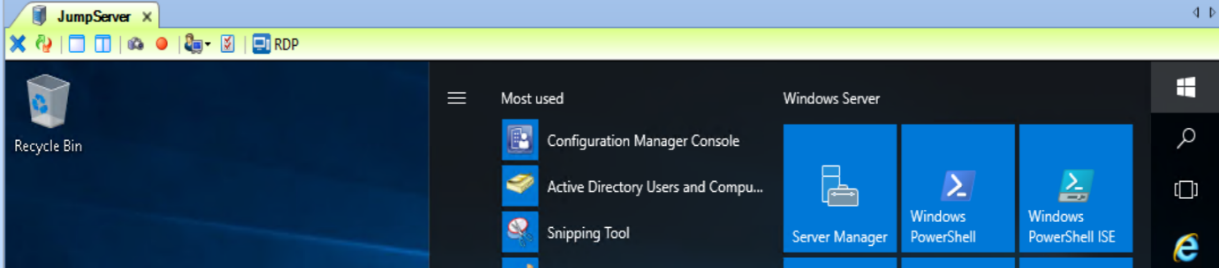 JumpServer
RDP
Recycle Bin
Most used
Configuration Manager Console
Active Directory Users and Compu...
Snipping Tool
Windows Server
Server Manager
Windows
PowerShell
Windows
PowerShell ISE